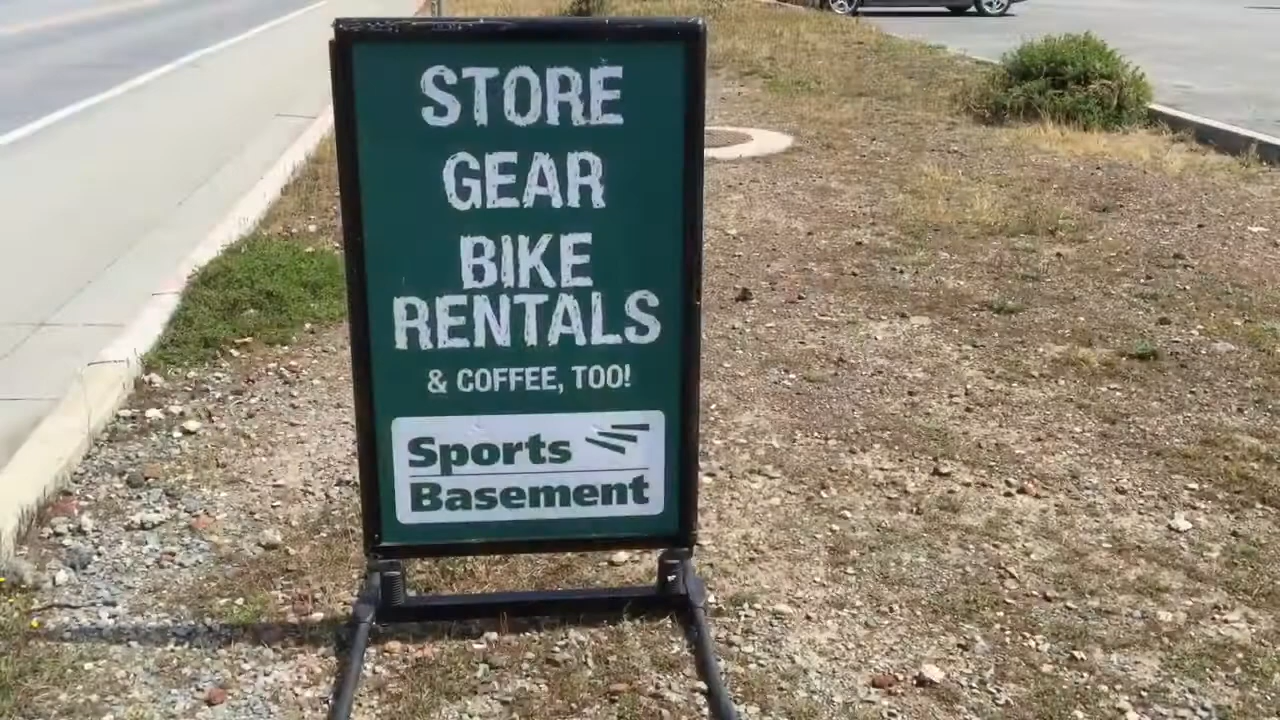 STORE
GEAR
BIKE
RENTALS
& COFFEE, TOO!
Sports
Basement